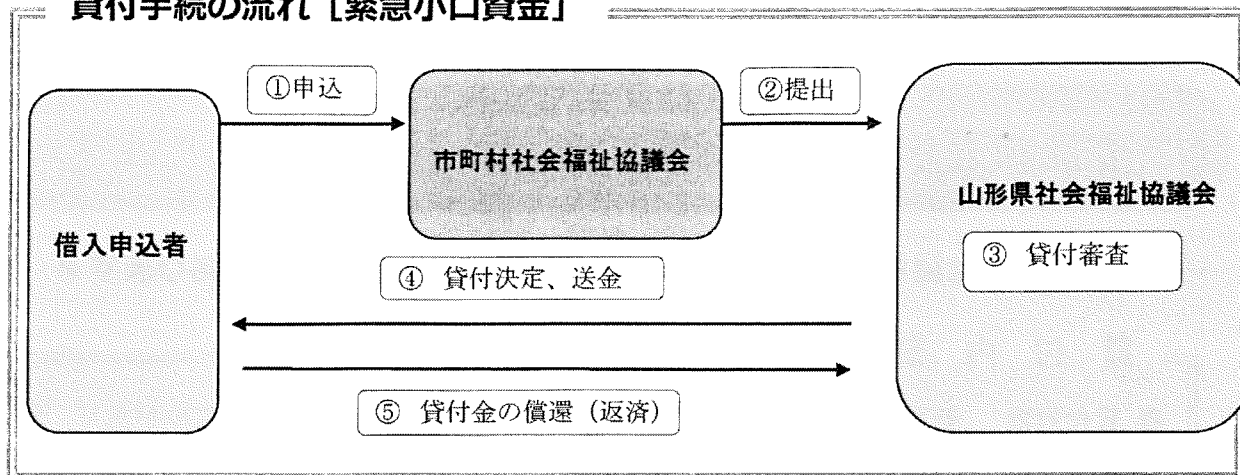 貸付手続の流れ［緊急小口資金］
①申込
②提出
市町村社会福祉協議会
山形県社会福祉協議会
借入申込者
③ 貸付審査
④ 貸付決定、送金
⑤ 貸付金の償還（返済）